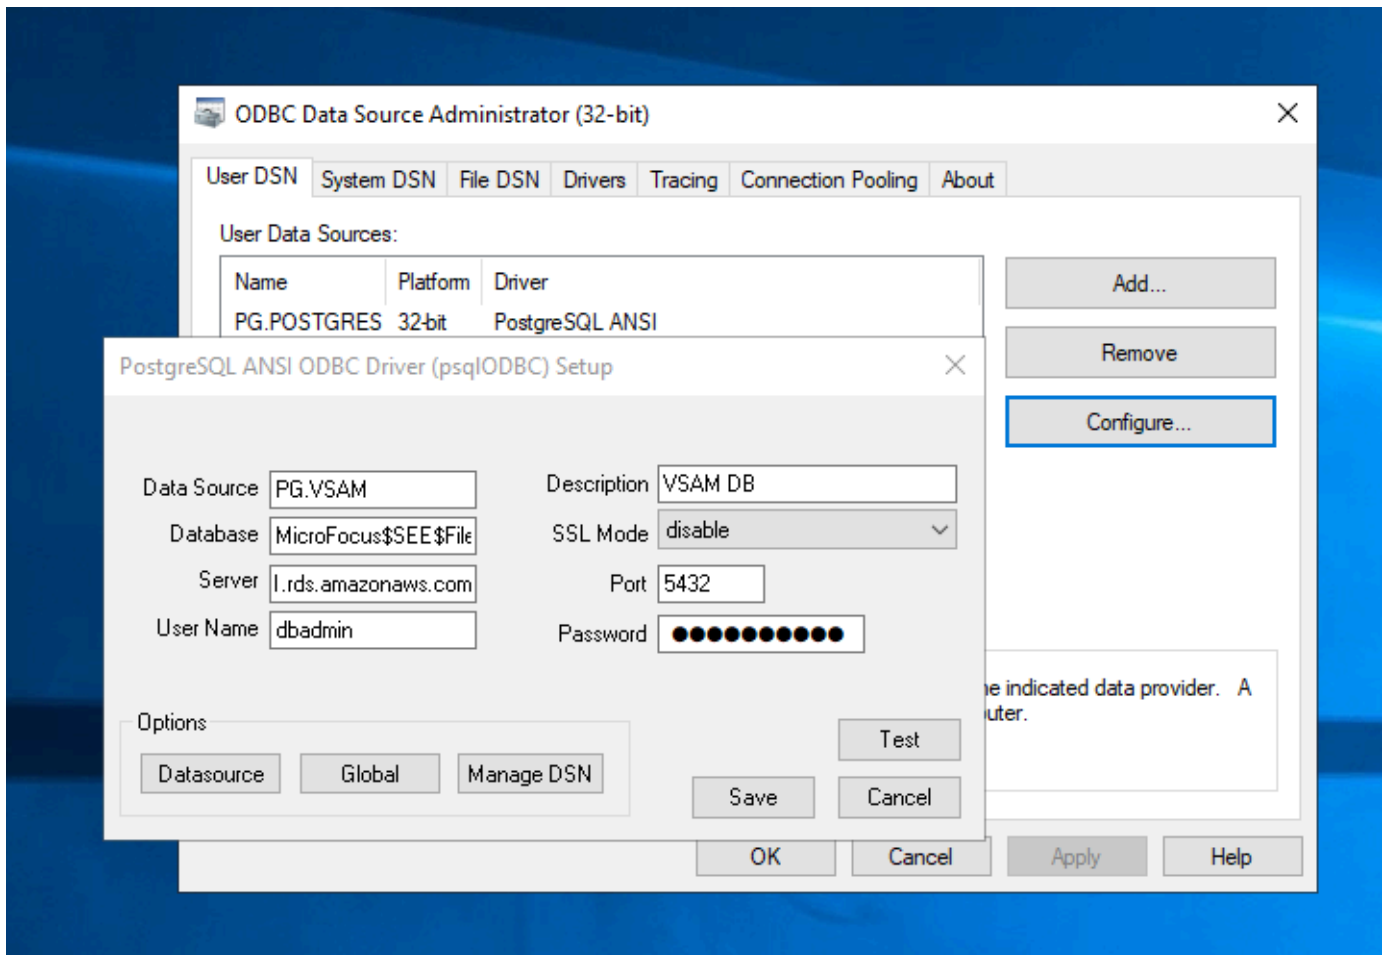 ODBC Data Source Administrator (32-bit)
User DSN System DSN File DSN Drivers Tracing Connection Pooling About
User Data Sources:
Name Platform Driver
Add...
PG.POSTGRES 32-bit PostgreSQL ANSI
Remove
Configure...
PostgreSQL ANSI ODBC Driver (psqlODBC) Setup
Data Source PG.VSAM Description VSAM DB
Database MicroFocus$SEE$File SSL Mode disable
Server l.rds.amazonaws.com Port 5432
User Name dbadmin Password ●●●●●●●●●●
indicated data provider. A
Options
Test
Datasource Global Manage DSN
Save Cancel
OK Cancel Apply Help